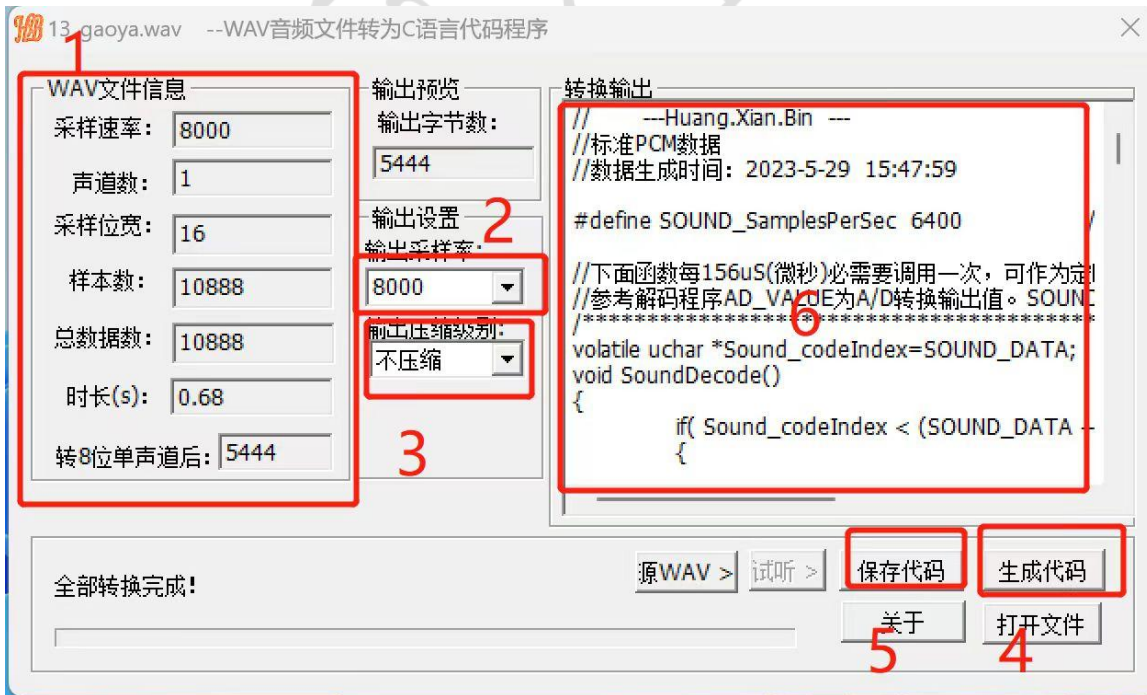 13_gaoya.wav --WAV音频文件转为C语言代码程序
1
WAV文件信息
采样速率: 8000
声道数: 1
采样位宽: 16
样本数: 10888
总数据数: 10888
时长(s): 0.68
转8位单声道后: 5444
输出预览
输出字节数:
5444
输出设置
2
输出采样率:
8000
输出压缩级别:
不压缩
3
转换输出
// ---Huang.Xian.Bin ---
//标准PCM数据
//数据生成时间: 2023-5-29 15:47:59
#define SOUND_SamplesPerSec 6400 /
//下面函数每156uS(微秒)必需要调用一次，可作为定
//参考解码程序AD_VALUE为A/D转换输出值。SOUND
/****************************************
6
volatile uchar *Sound_codeIndex=SOUND_DATA;
void SoundDecode()
{
if( Sound_codeIndex < (SOUND_DATA -
{
全部转换完成!
源WAV >
试听 >
保存代码
生成代码
关于
打开文件
5
4